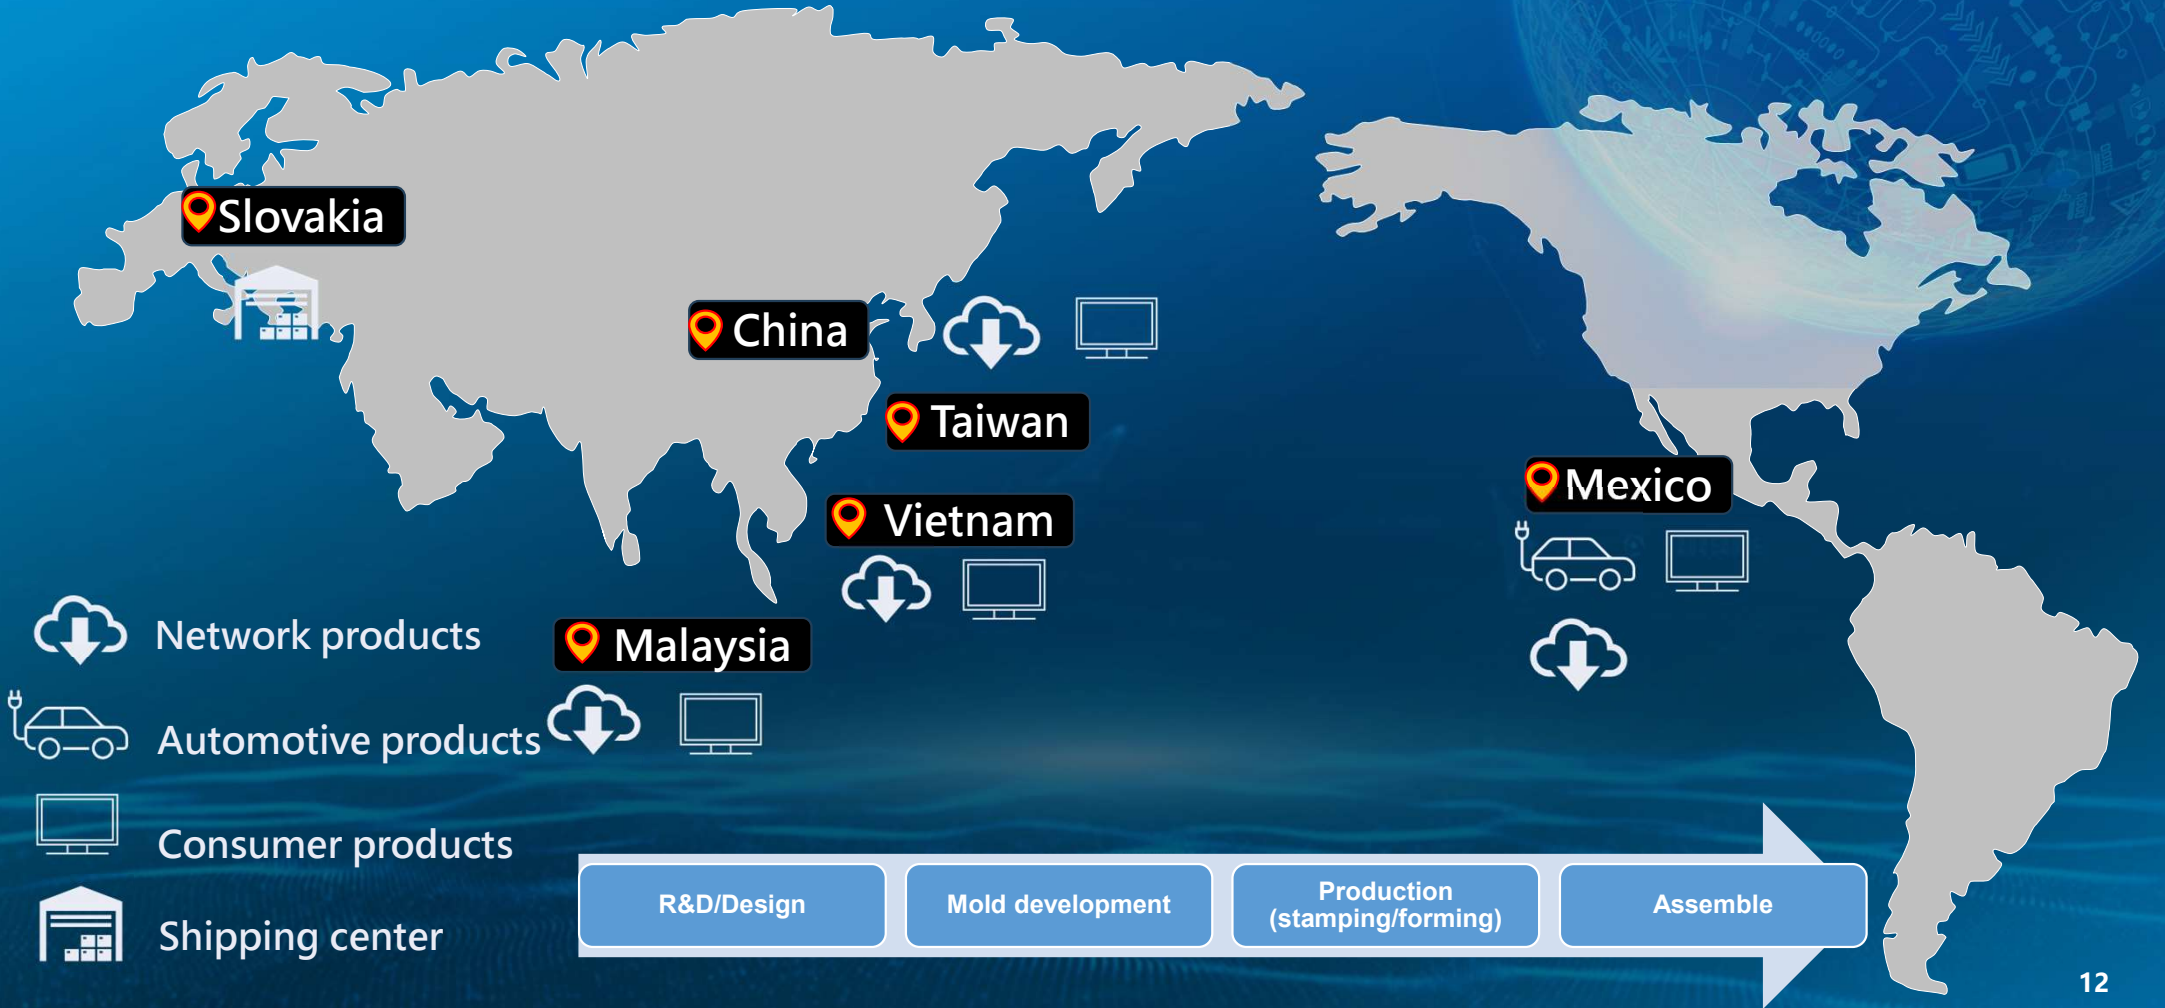 Slovakia
China
Taiwan
Mexico
Vietnam
Malaysia
Network products
Automotive products
Consumer products
Shipping center
R&D/Design
Mold development
Production
(stamping/forming)
Assemble
12